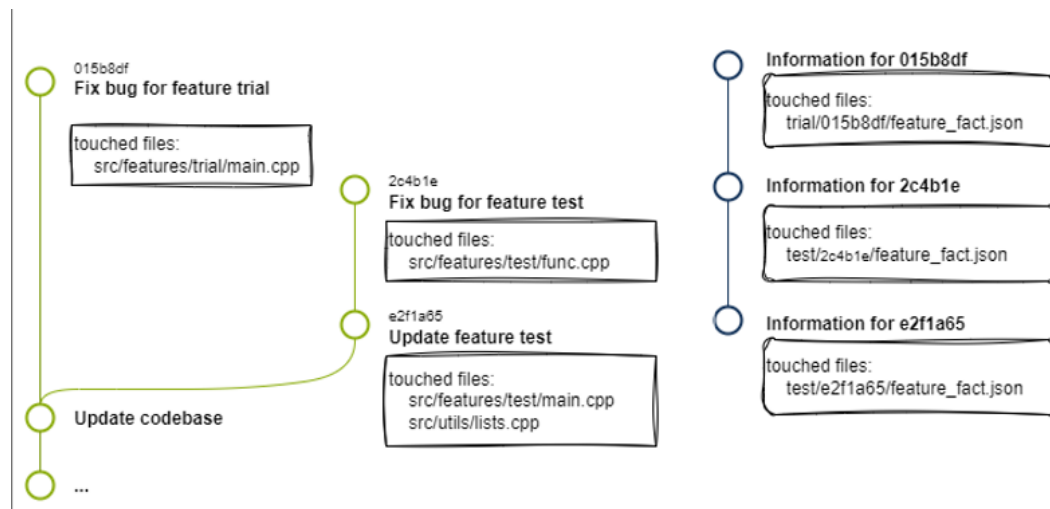 015b8df
Fix bug for feature trial
touched files:
src/features/trial/main.cpp
2c4b1e
Fix bug for feature test
touched files:
src/features/test/func.cpp
e2f1a65
Update feature test
touched files:
src/features/test/main.cpp
src/utils/lists.cpp
Update codebase
...
Information for 015b8df
touched files:
trial/015b8df/feature_fact.json
Information for 2c4b1e
touched files:
test/2c4b1e/feature_fact.json
Information for e2f1a65
touched files:
test/e2f1a65/feature_fact.json